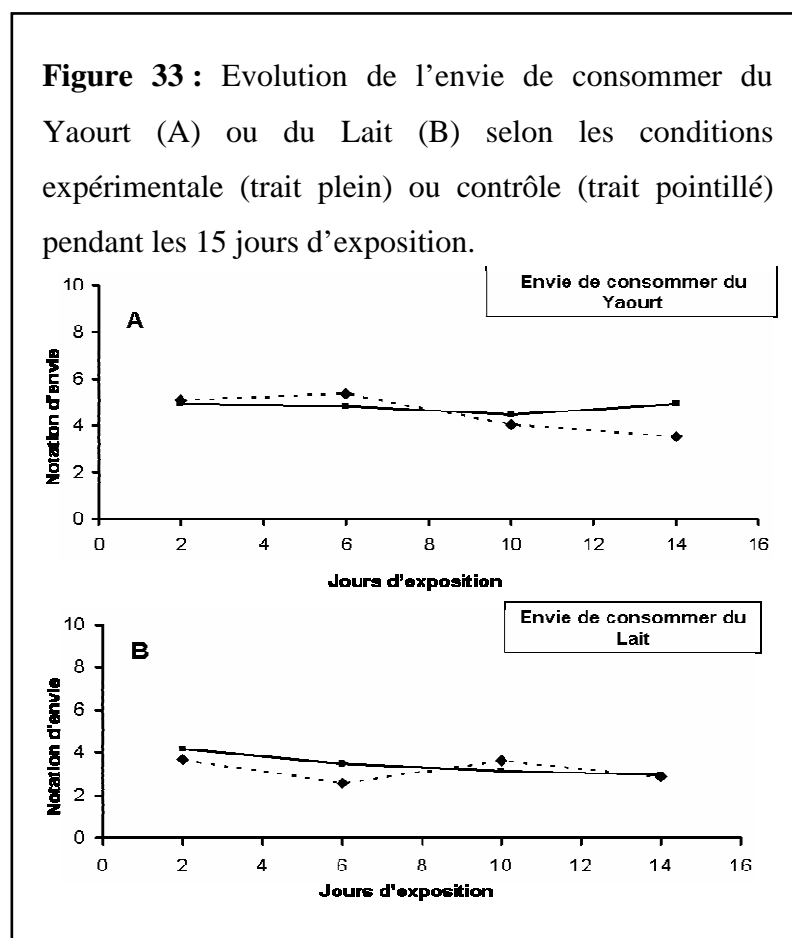 Figure 33 : Evolution de l’envie de consommer du
Yaourt (A) ou du Lait (B) selon les conditions
expérimentale (trait plein) ou contrôle (trait pointillé)
pendant les 15 jours d’exposition.
Envie de consommer du
Yaourt
A
Notation d'envie
10
8
6
4
2
0
0 2 4 6 8 10 12 14 16
Jours d'exposition
Envie de consommer du
Lait
B
Notation d'envie
10
8
6
4
2
0
0 2 4 6 8 10 12 14 16
Jours d'exposition